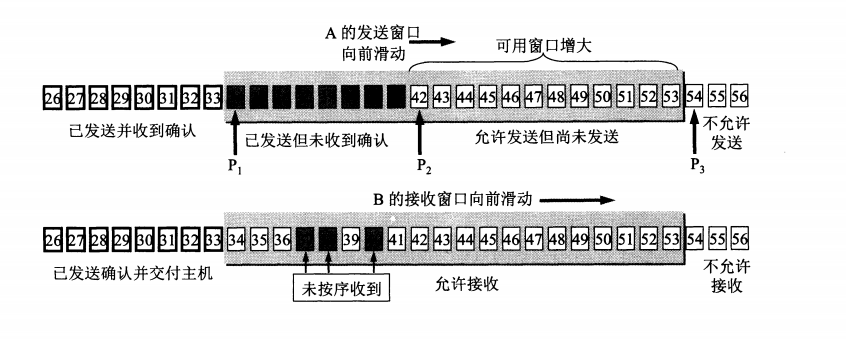 A 的发送窗口
向前滑动
可用窗口增大
26 27 28 29 30 31 32 33 42 43 44 45 46 47 48 49 50 51 52 53 54 55 56
已发送并收到确认
已发送但未收到确认
允许发送但尚未发送
不允许
发送
P1
P2
P3
B 的接收窗口向前滑动
26 27 28 29 30 31 32 33 34 35 36 39 41 42 43 44 45 46 47 48 49 50 51 52 53 54 55 56
已发送确认并交付主机
未按序收到
允许接收
不允许
接收